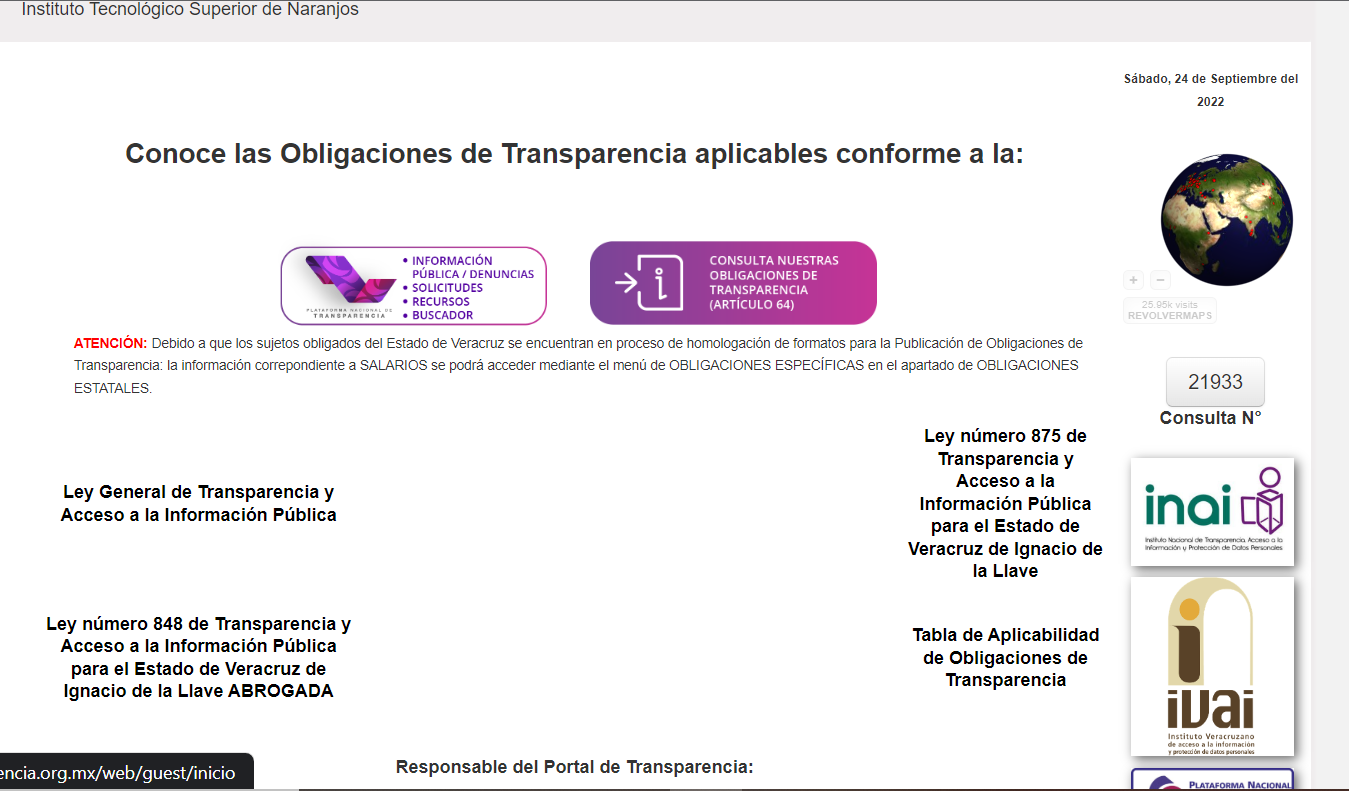 Instituto Tecnológico Superior de Naranjos
Sábado, 24 de Septiembre del
2022
Conoce las Obligaciones de Transparencia aplicables conforme a la:
• INFORMACIÓN
PÚBLICA / DENUNCIAS
• SOLICITUDES
• RECURSOS
• BUSCADOR
PLATAFORMA NACIONAL DE
TRANSPARENCIA
CONSULTA NUESTRAS
OBLIGACIONES DE
TRANSPARENCIA
(ARTÍCULO 64)
+ −
25.95k visits
REVOLVERMAPS
ATENCIÓN: Debido a que los sujetos obligados del Estado de Veracruz se encuentran en proceso de homologación de formatos para la Publicación de Obligaciones de
Transparencia: la información correpondiente a SALARIOS se podrá acceder mediante el menú de OBLIGACIONES ESPECÍFICAS en el apartado de OBLIGACIONES
ESTATALES.
21933
Consulta N°
Ley General de Transparencia y
Acceso a la Información Pública
Ley número 875 de
Transparencia y
Acceso a la
Información Pública
para el Estado de
Veracruz de Ignacio de
la Llave
inai
Instituto Nacional de Transparencia, Acceso a la
Información y Protección de Datos Personales
Ley número 848 de Transparencia y
Acceso a la Información Pública
para el Estado de Veracruz de
Ignacio de la Llave ABROGADA
Tabla de Aplicabilidad
de Obligaciones de
Transparencia
ivai
Instituto Veracruzano
de acceso a la información
y protección de datos personales
encia.org.mx/web/guest/inicio
Responsable del Portal de Transparencia:
PLATAFORMA NACIONAL